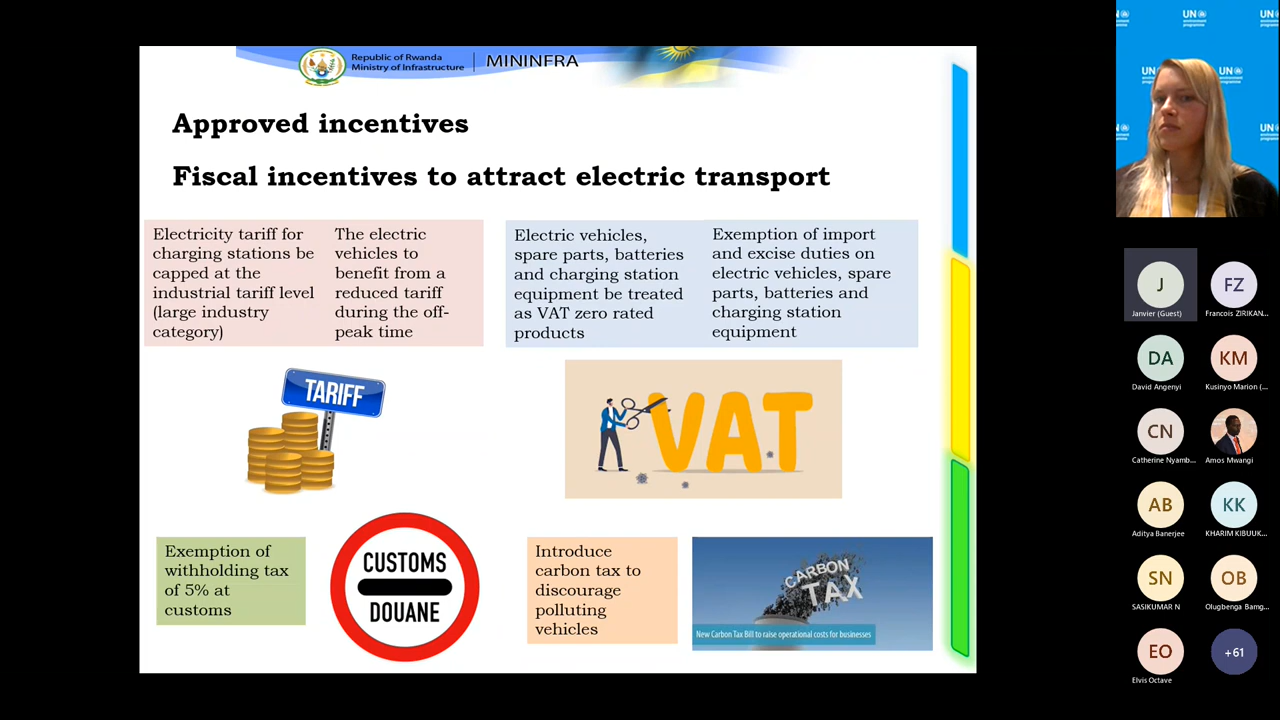 Republic of Rwanda
Ministry of Infrastructure
MININFRA
Approved incentives
Fiscal incentives to attract electric transport
Electricity tariff for
charging stations be
capped at the
industrial tariff level
(large industry
category)
The electric
vehicles to
benefit from a
reduced tariff
during the off-
peak time
Electric vehicles,
spare parts, batteries
and charging station
equipment be treated
as VAT zero rated
products
Exemption of import
and excise duties on
electric vehicles, spare
parts, batteries and
charging station
equipment
TARIFF
VAT
Exemption of
withholding tax
of 5% at
customs
CUSTOMS
DOUANE
Introduce
carbon tax to
discourage
polluting
vehicles
CARBON
TAX
New Carbon Tax Bill to raise operational costs for businesses
UN
environment
programme
UN
UN
J
Janvier (Guest)
FZ
Francois ZIRIKAN...
DA
David Angenyi
KM
Kusinyo Marion (...
CN
Catherine Nyamb...
Amos Mwangi
AB
Aditya Banerjee
KK
KHARIM KIBUUK...
SN
SASIKUMAR N
OB
Olugbenga Bamg...
EO
Elvis Octave
+61